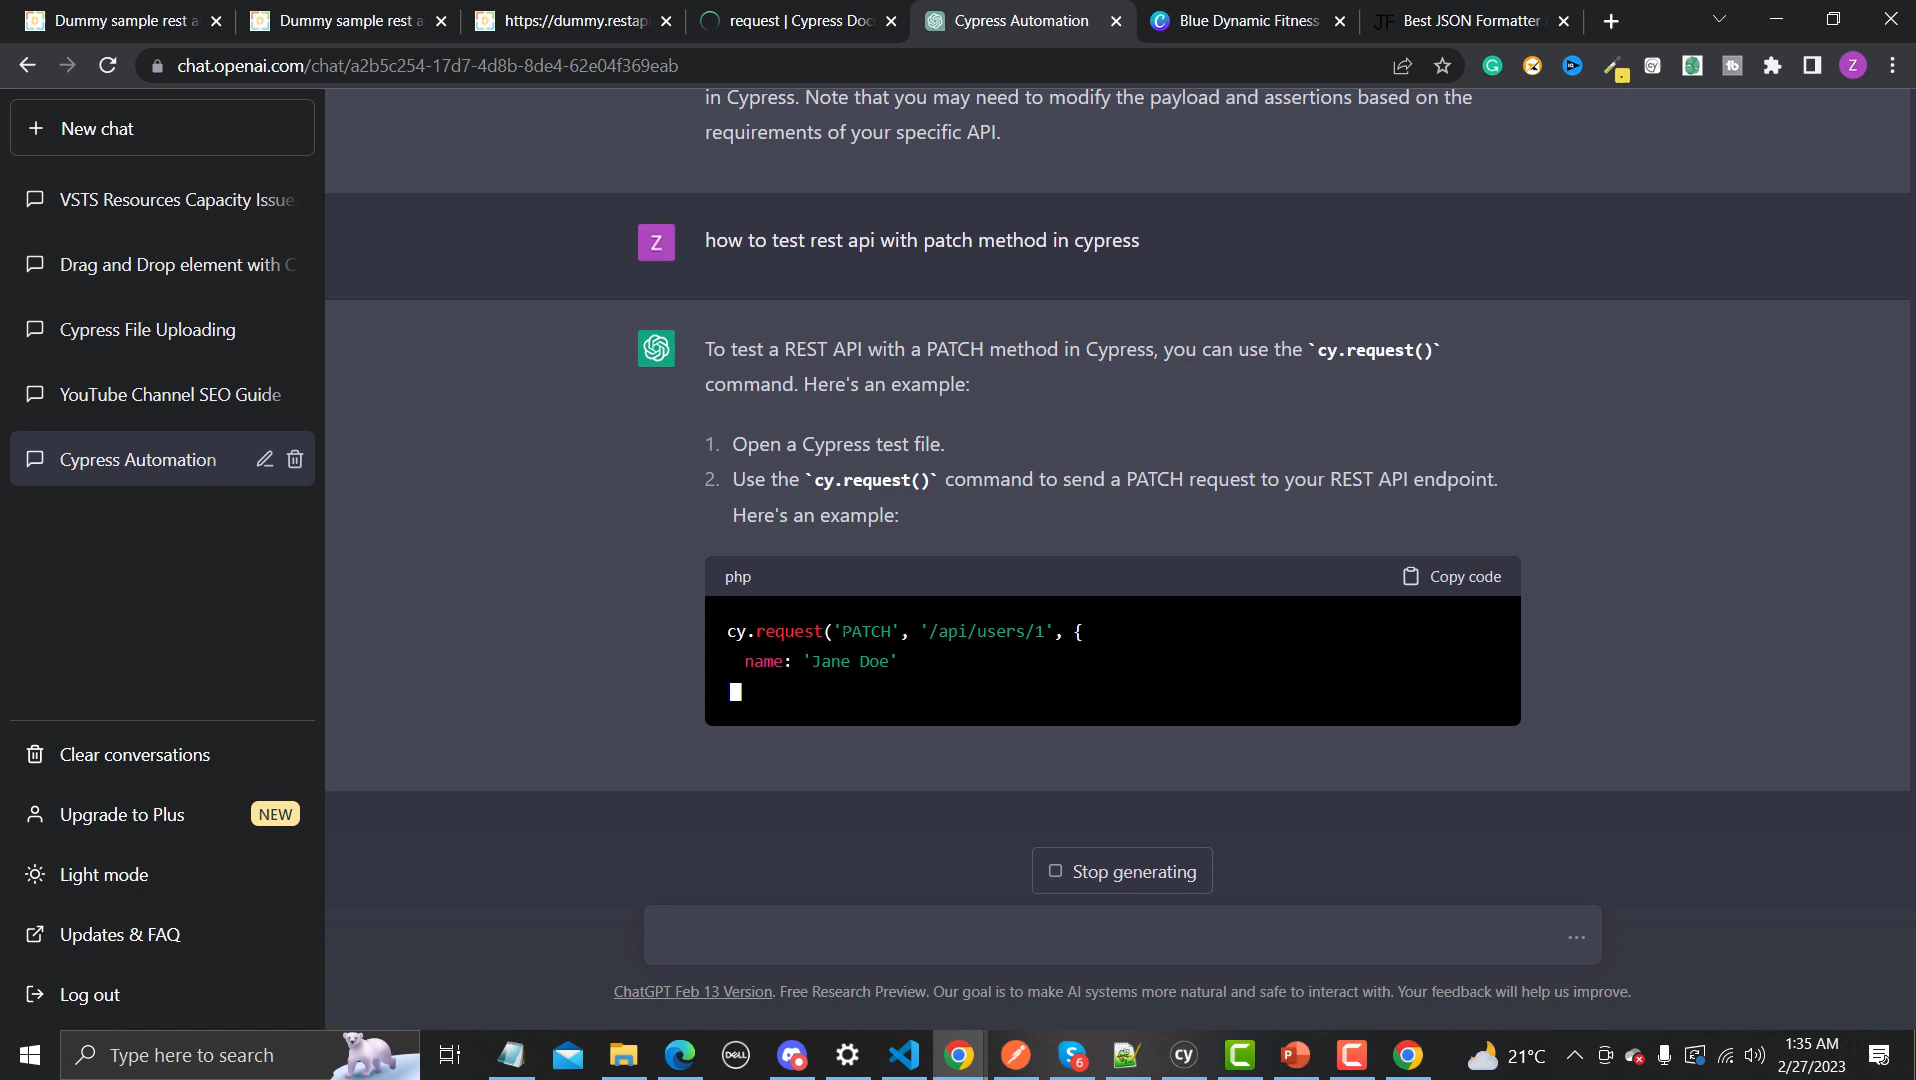 Dummy sample rest a
Dummy sample rest a
https://dummy.restap
request | Cypress Doc
Cypress Automation
Blue Dynamic Fitness
JF
Best JSON Formatter
chat.openai.com/chat/a2b5c254-17d7-4d8b-8de4-62e04f369eab
Z
New chat
VSTS Resources Capacity Issue.
Drag and Drop element with C
Cypress File Uploading
YouTube Channel SEO Guide
Cypress Automation
Clear conversations
Upgrade to Plus
NEW
Light mode
Updates & FAQ
Log out
in Cypress. Note that you may need to modify the payload and assertions based on the
requirements of your specific API.
Z
how to test rest api with patch method in cypress
To test a REST API with a PATCH method in Cypress, you can use the `cy.request()`
command. Here's an example:
1. Open a Cypress test file.
2. Use the `cy.request()` command to send a PATCH request to your REST API endpoint.
Here's an example:
php
Copy code
cy.request('PATCH', '/api/users/1', {
name: 'Jane Doe'
Stop generating
ChatGPT Feb 13 Version. Free Research Preview. Our goal is to make AI systems more natural and safe to interact with. Your feedback will help us improve.
Type here to search
DELL
6
cy
21°C
1:35 AM
2/27/2023